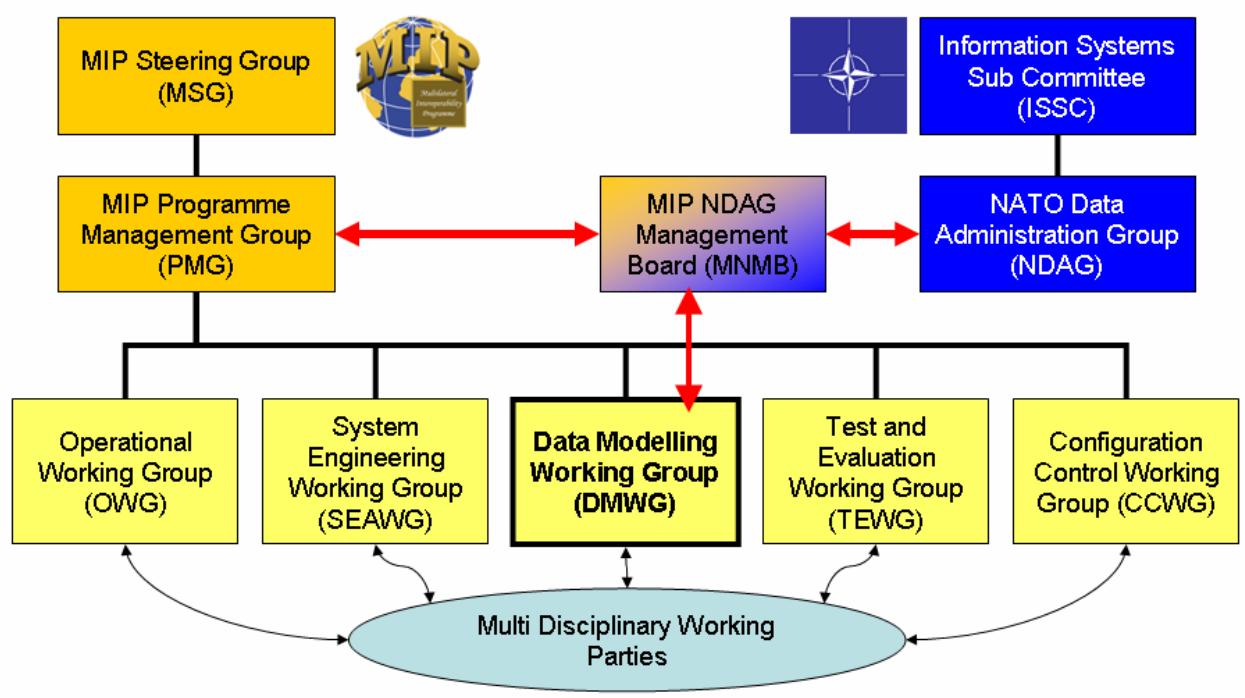 MIP Steering Group
(MSG)
MIP
Multilateral
Interoperability
Programme
Information Systems
Sub Committee
(ISSC)
MIP Programme
Management Group
(PMG)
MIP NDAG
Management
Board (MNMB)
NATO Data
Administration Group
(NDAG)
Operational
Working Group
(OWG)
System
Engineering
Working Group
(SEAWG)
Data Modelling
Working Group
(DMWG)
Test and
Evaluation
Working Group
(TEWG)
Configuration
Control Working
Group (CCWG)
Multi Disciplinary Working
Parties